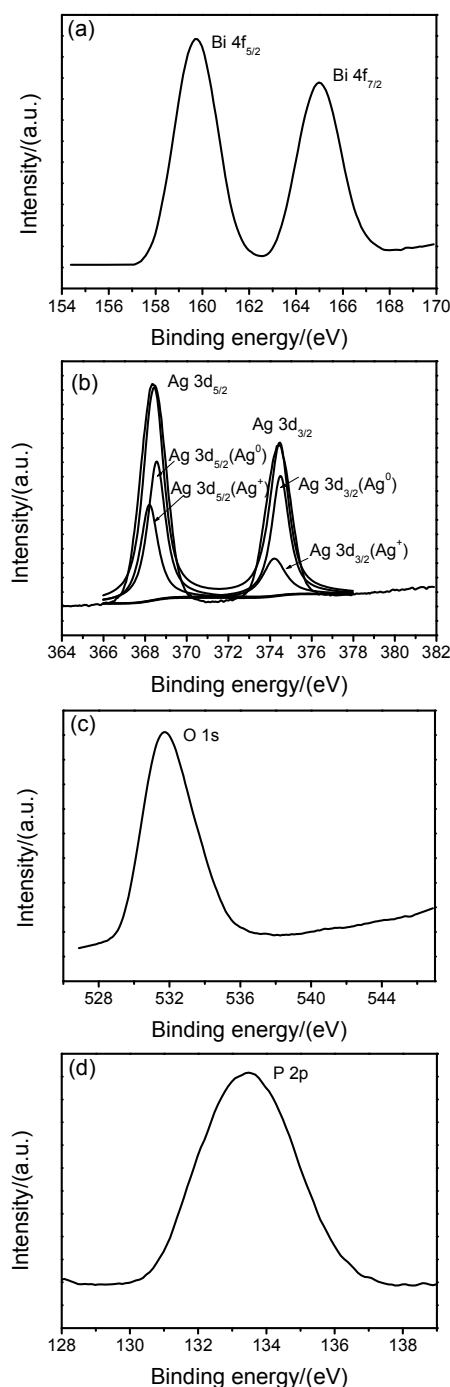 (a)
Bi 4f5/2
Bi 4f7/2
Intensity/(a.u.)
154 156 158 160 162 164 166 168 170
Binding energy/(eV)
(b)
Ag 3d5/2
Ag 3d3/2
Ag 3d5/2(Ag0)
Ag 3d5/2(Ag+)
Ag 3d3/2(Ag0)
Ag 3d3/2(Ag+)
Intensity/(a.u.)
364 366 368 370 372 374 376 378 380 382
Binding energy/(eV)
(c)
O 1s
Intensity/(a.u.)
528 532 536 540 544
Binding energy/(eV)
(d)
P 2p
Intensity/(a.u.)
128 130 132 134 136 138
Binding energy/(eV)